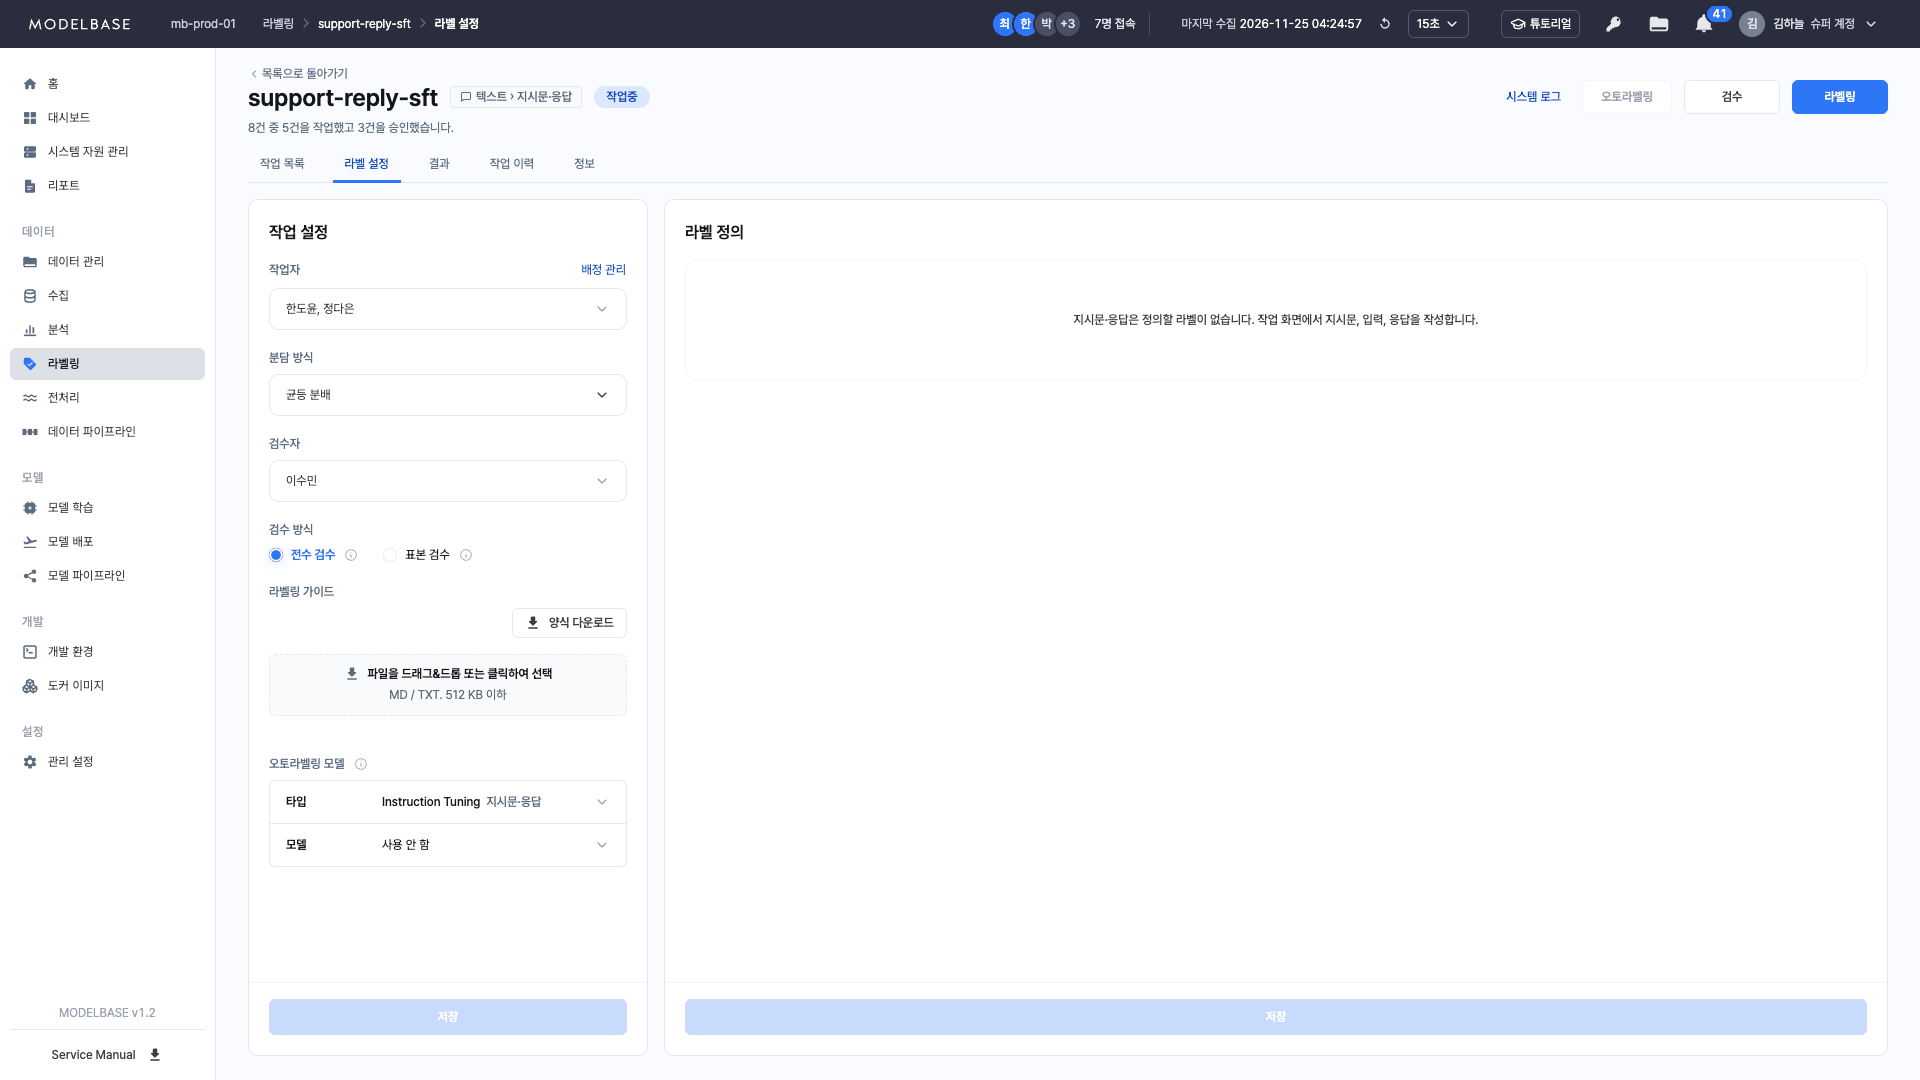 MODELBASE
mb-prod-01
라벨링 > support-reply-sft > 라벨 설정
최 한 박 +3 7명 접속
마지막 수집 2026-11-25 04:24:57
15초
튜토리얼
41
김 김하늘 슈퍼 계정
홈
대시보드
시스템 자원 관리
리포트
데이터
데이터 관리
수집
분석
라벨링
전처리
데이터 파이프라인
모델
모델 학습
모델 배포
모델 파이프라인
개발
개발 환경
도커 이미지
설정
관리 설정
MODELBASE v1.2
Service Manual
목록으로 돌아가기
support-reply-sft
텍스트 › 지시문·응답
작업중
8건 중 5건을 작업했고 3건을 승인했습니다.
시스템 로그
오토라벨링
검수
라벨링
작업 목록
라벨 설정
결과
작업 이력
정보
작업 설정
작업자
배정 관리
한도윤, 정다은
분담 방식
균등 분배
검수자
이수민
검수 방식
전수 검수
표본 검수
라벨링 가이드
양식 다운로드
파일을 드래그&드롭 또는 클릭하여 선택
MD / TXT. 512 KB 이하
오토라벨링 모델
타입 Instruction Tuning 지시문·응답
모델 사용 안 함
저장
라벨 정의
지시문·응답은 정의할 라벨이 없습니다. 작업 화면에서 지시문, 입력, 응답을 작성합니다.
저장